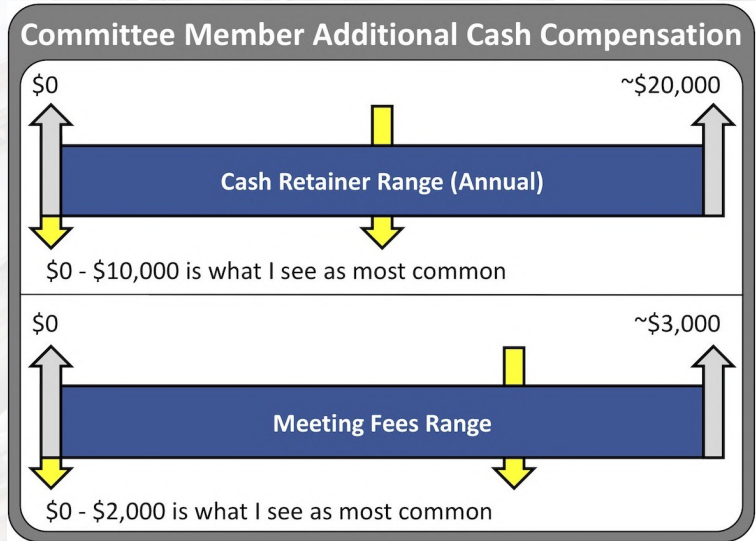 Committee Member Additional Cash Compensation
$0
~$20,000
Cash Retainer Range (Annual)
$0 - $10,000 is what I see as most common
$0
~$3,000
Meeting Fees Range
$0 - $2,000 is what I see as most common